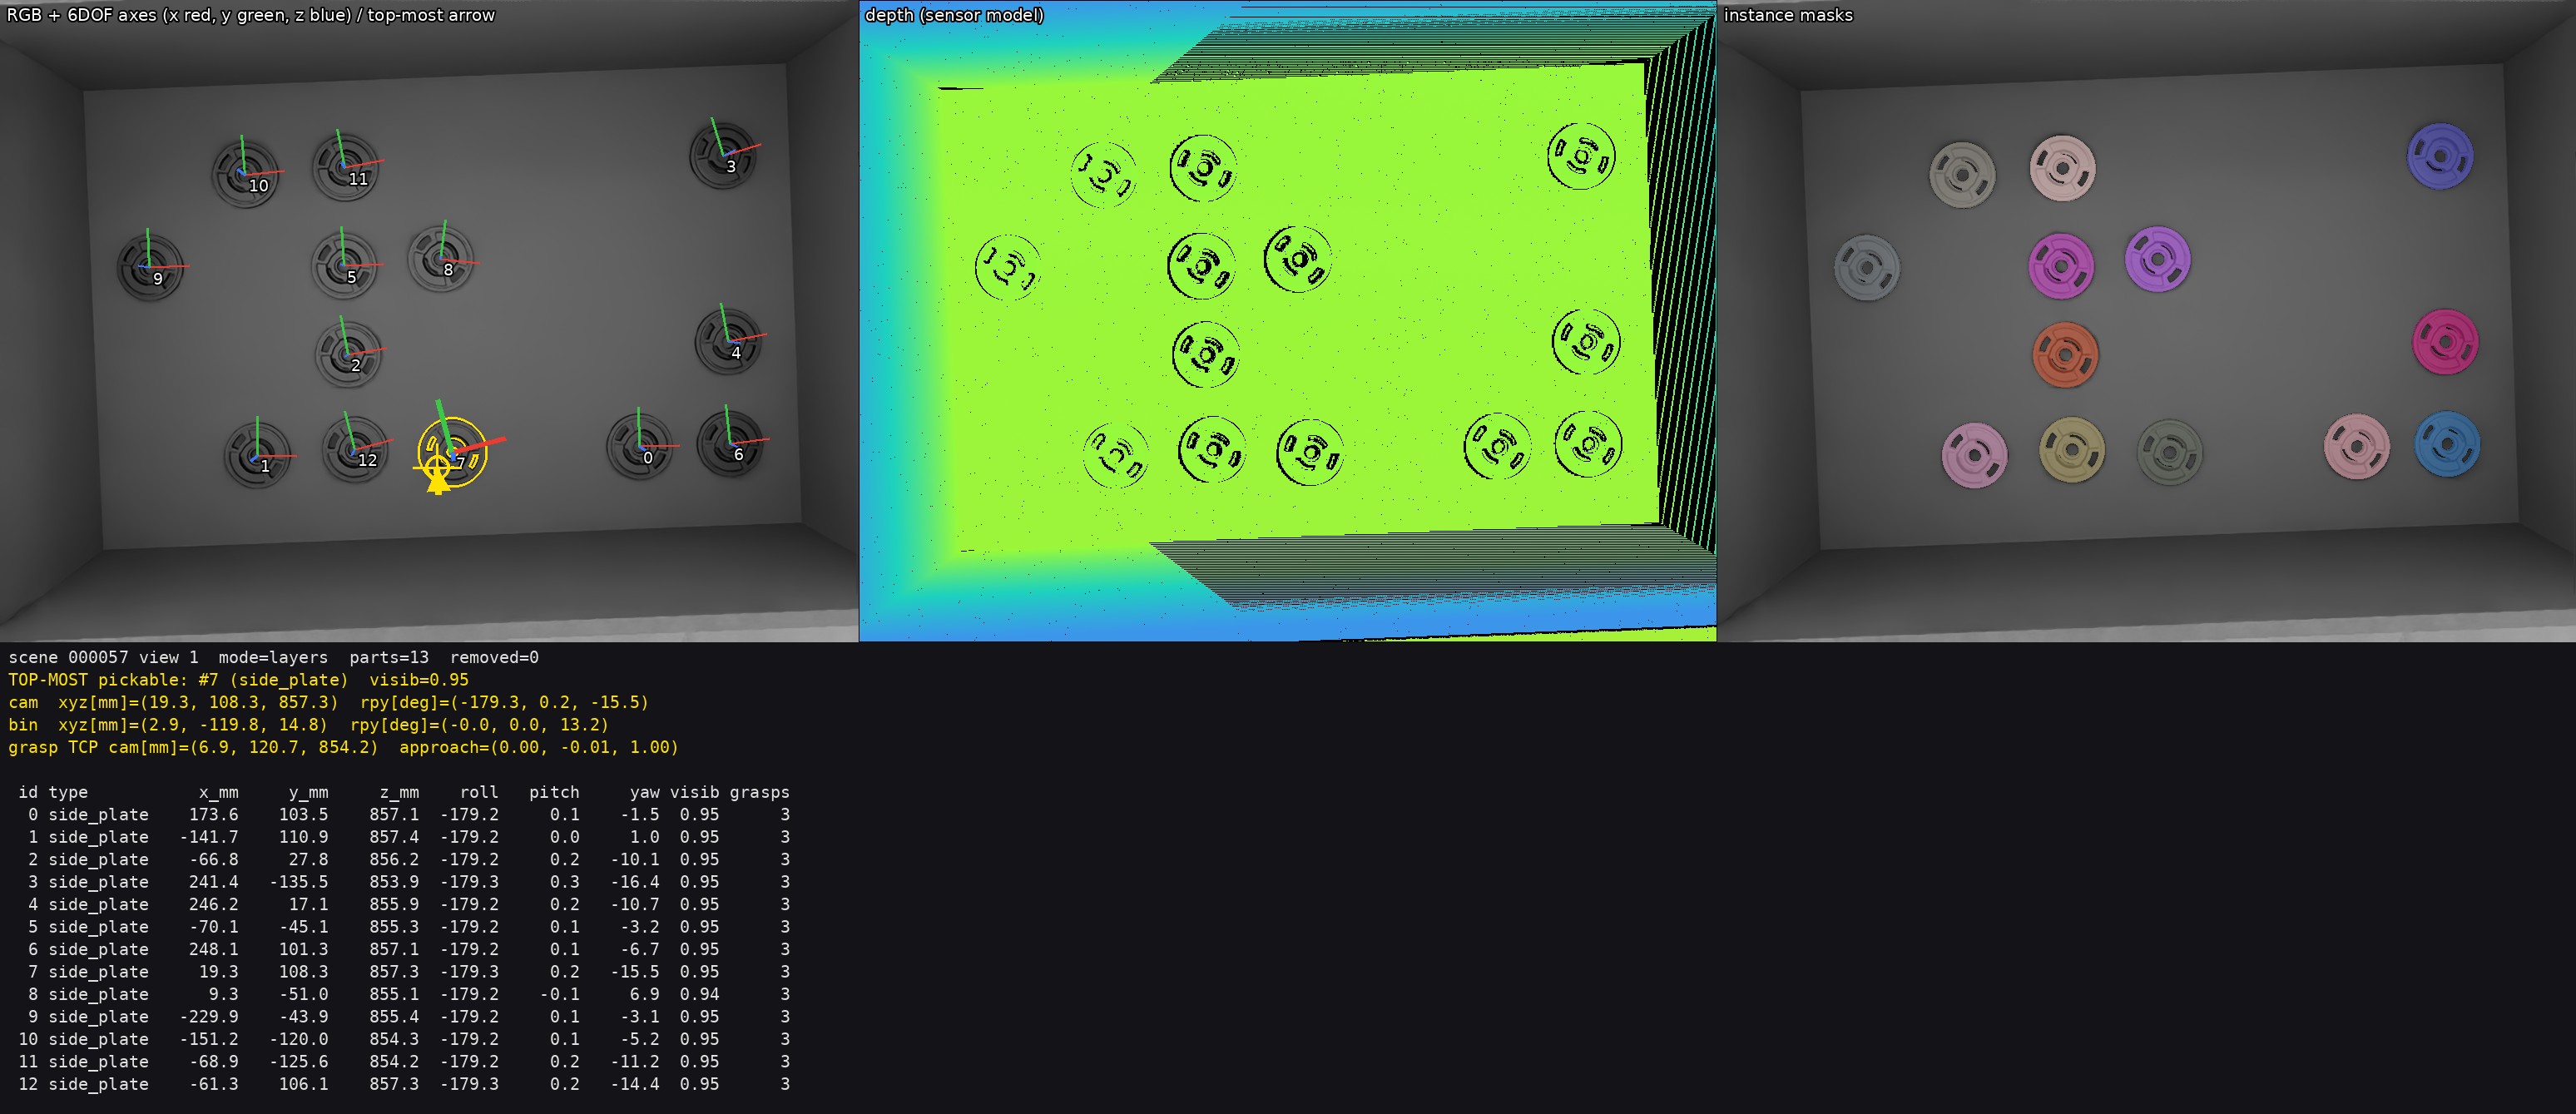 RGB + 6DOF axes (x red, y green, z blue) / top-most arrow
depth (sensor model)
instance masks
3
10
11
9
5
8
4
2
1
12
7
0
6
scene 000057 view 1  mode=layers  parts=13  removed=0
TOP-MOST pickable: #7 (side_plate)  visib=0.95
cam  xyz[mm]=(19.3, 108.3, 857.3)  rpy[deg]=(-179.3, 0.2, -15.5)
bin  xyz[mm]=(2.9, -119.8, 14.8)  rpy[deg]=(-0.0, 0.0, 13.2)
grasp TCP cam[mm]=(6.9, 120.7, 854.2)  approach=(0.00, -0.01, 1.00)
id type x_mm y_mm z_mm roll pitch yaw visib grasps
0 side_plate 173.6 103.5 857.1 -179.2 0.1 -1.5 0.95 3
1 side_plate -141.7 110.9 857.4 -179.2 0.0 1.0 0.95 3
2 side_plate -66.8 27.8 856.2 -179.2 0.2 -10.1 0.95 3
3 side_plate 241.4 -135.5 853.9 -179.3 0.3 -16.4 0.95 3
4 side_plate 246.2 17.1 855.9 -179.2 0.2 -10.7 0.95 3
5 side_plate -70.1 -45.1 855.3 -179.2 0.1 -3.2 0.95 3
6 side_plate 248.1 101.3 857.1 -179.2 0.1 -6.7 0.95 3
7 side_plate 19.3 108.3 857.3 -179.3 0.2 -15.5 0.95 3
8 side_plate 9.3 -51.0 855.1 -179.2 -0.1 6.9 0.94 3
9 side_plate -229.9 -43.9 855.4 -179.2 0.1 -3.1 0.95 3
10 side_plate -151.2 -120.0 854.3 -179.2 0.1 -5.2 0.95 3
11 side_plate -68.9 -125.6 854.2 -179.2 0.2 -11.2 0.95 3
12 side_plate -61.3 106.1 857.3 -179.3 0.2 -14.4 0.95 3